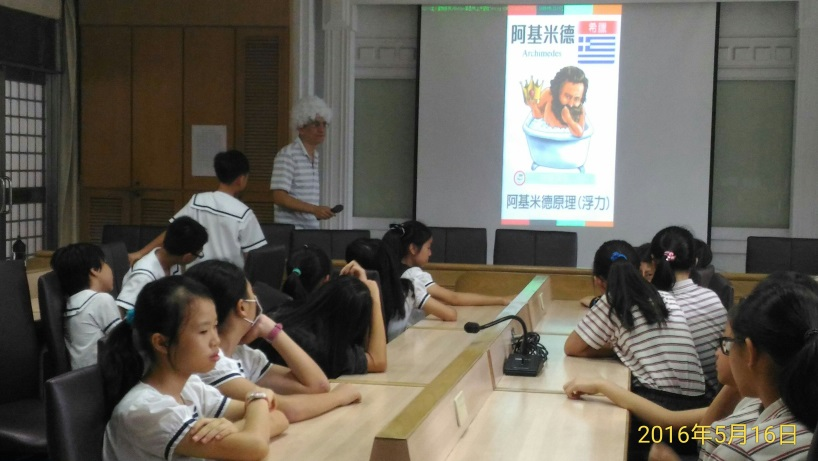 阿基米德
希臘
Archimedes
阿基米德原理(浮力)
2016年5月16日